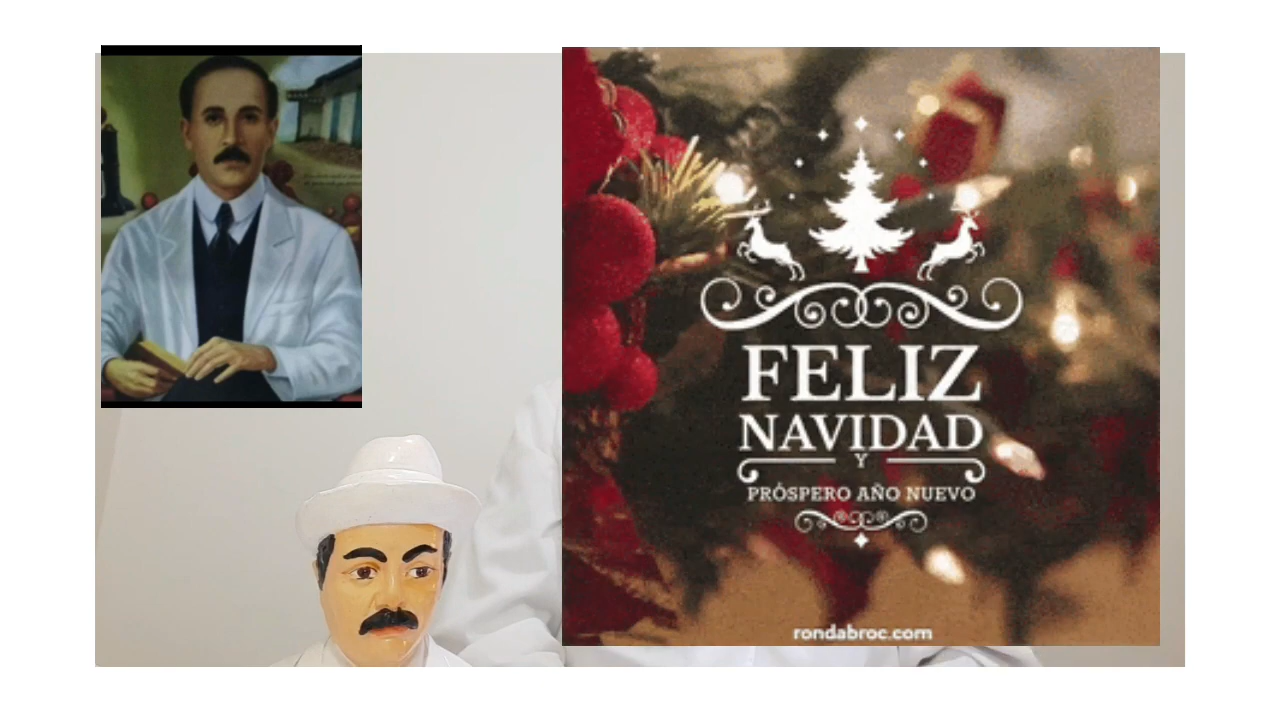 FELIZ
NAVIDAD
Y
PRÓSPERO AÑO NUEVO
rondabroc.com